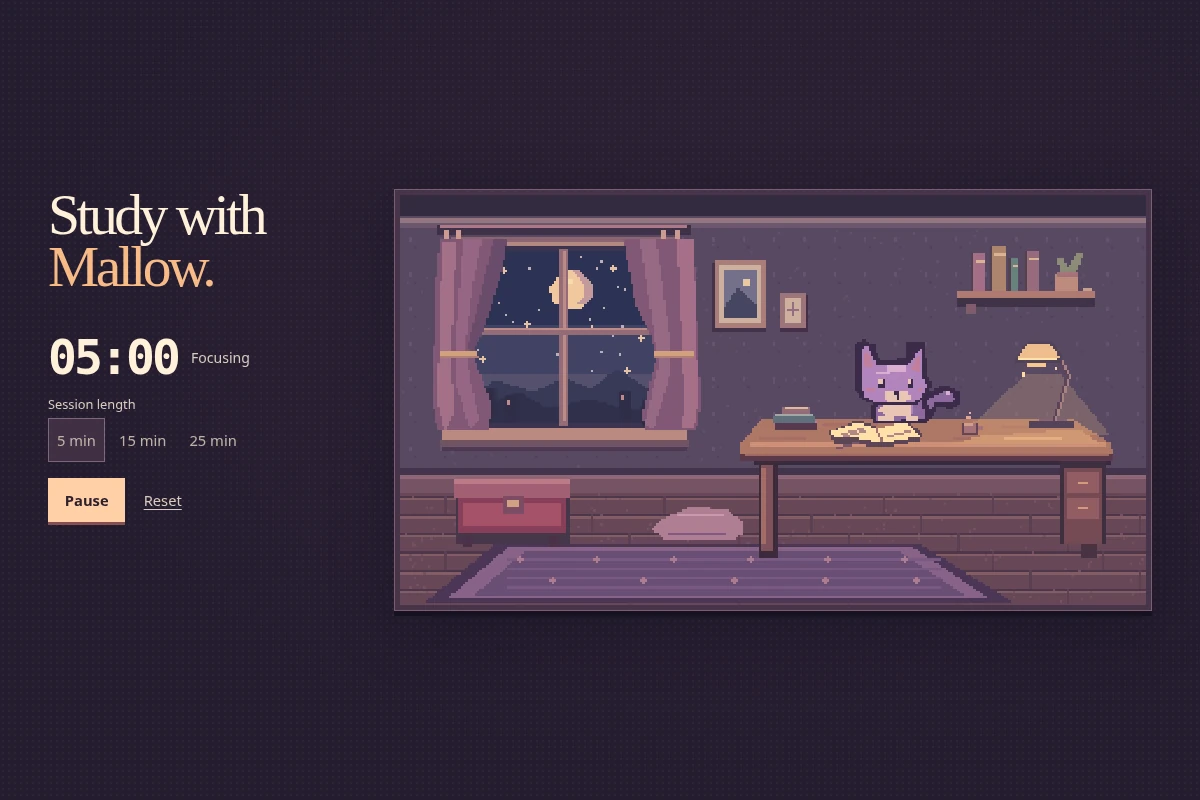 Study with
Mallow.
05:00 Focusing
Session length
5 min 15 min 25 min
Pause Reset